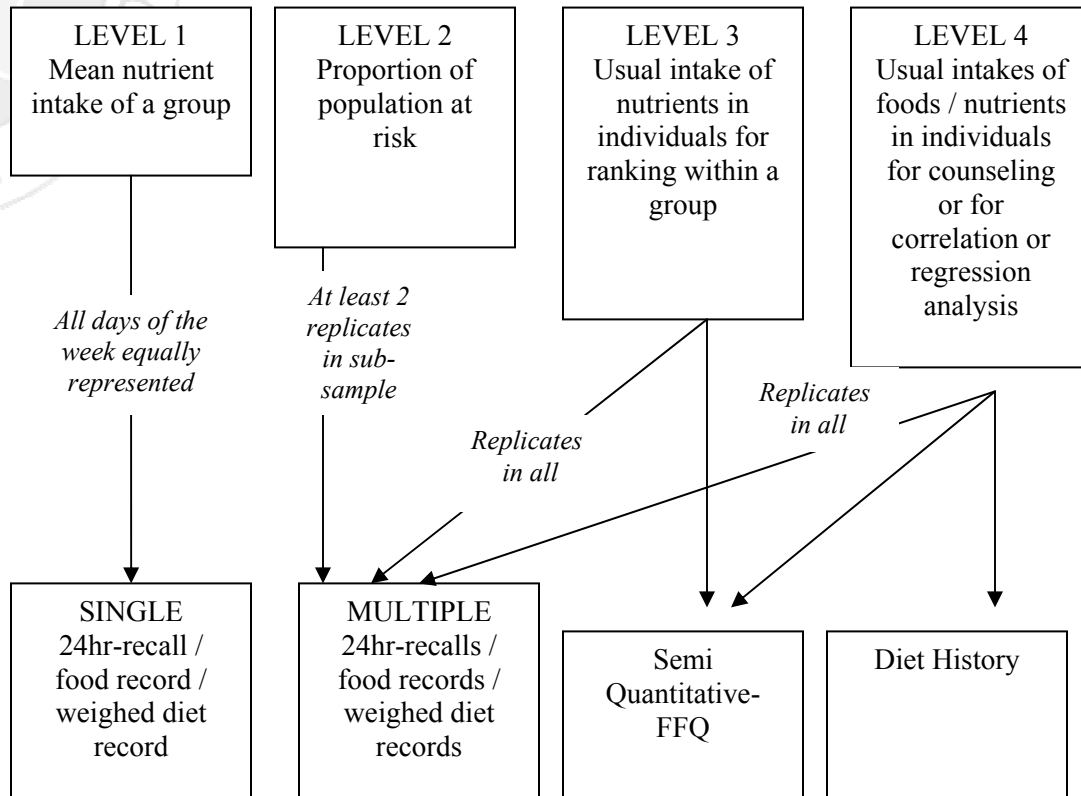 LEVEL 1
Mean nutrient
intake of a group
LEVEL 2
Proportion of
population at
risk
LEVEL 3
Usual intake of
nutrients in
individuals for
ranking within a
group
LEVEL 4
Usual intakes of
foods / nutrients
in individuals
for counseling
or for
correlation or
regression
analysis
All days of the
week equally
represented
At least 2
replicates
in sub-
sample
Replicates
in all
Replicates
in all
SINGLE
24hr-recall /
food record /
weighed diet
record
MULTIPLE
24hr-recalls /
food records /
weighed diet
records
Semi
Quantitative-
FFQ
Diet History